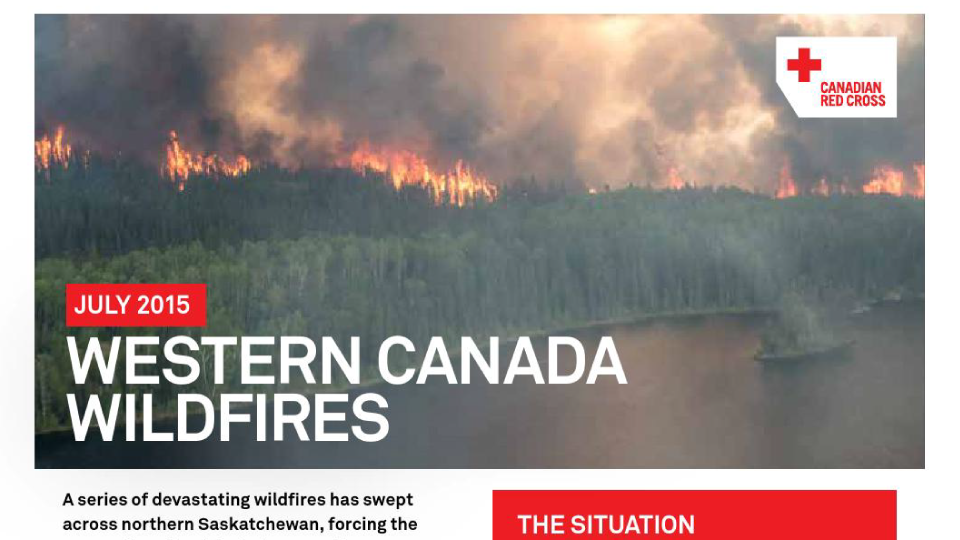 CANADIAN
RED CROSS
JULY 2015
WESTERN CANADA
WILDFIRES
A series of devastating wildfires has swept
across northern Saskatchewan, forcing the
THE SITUATION